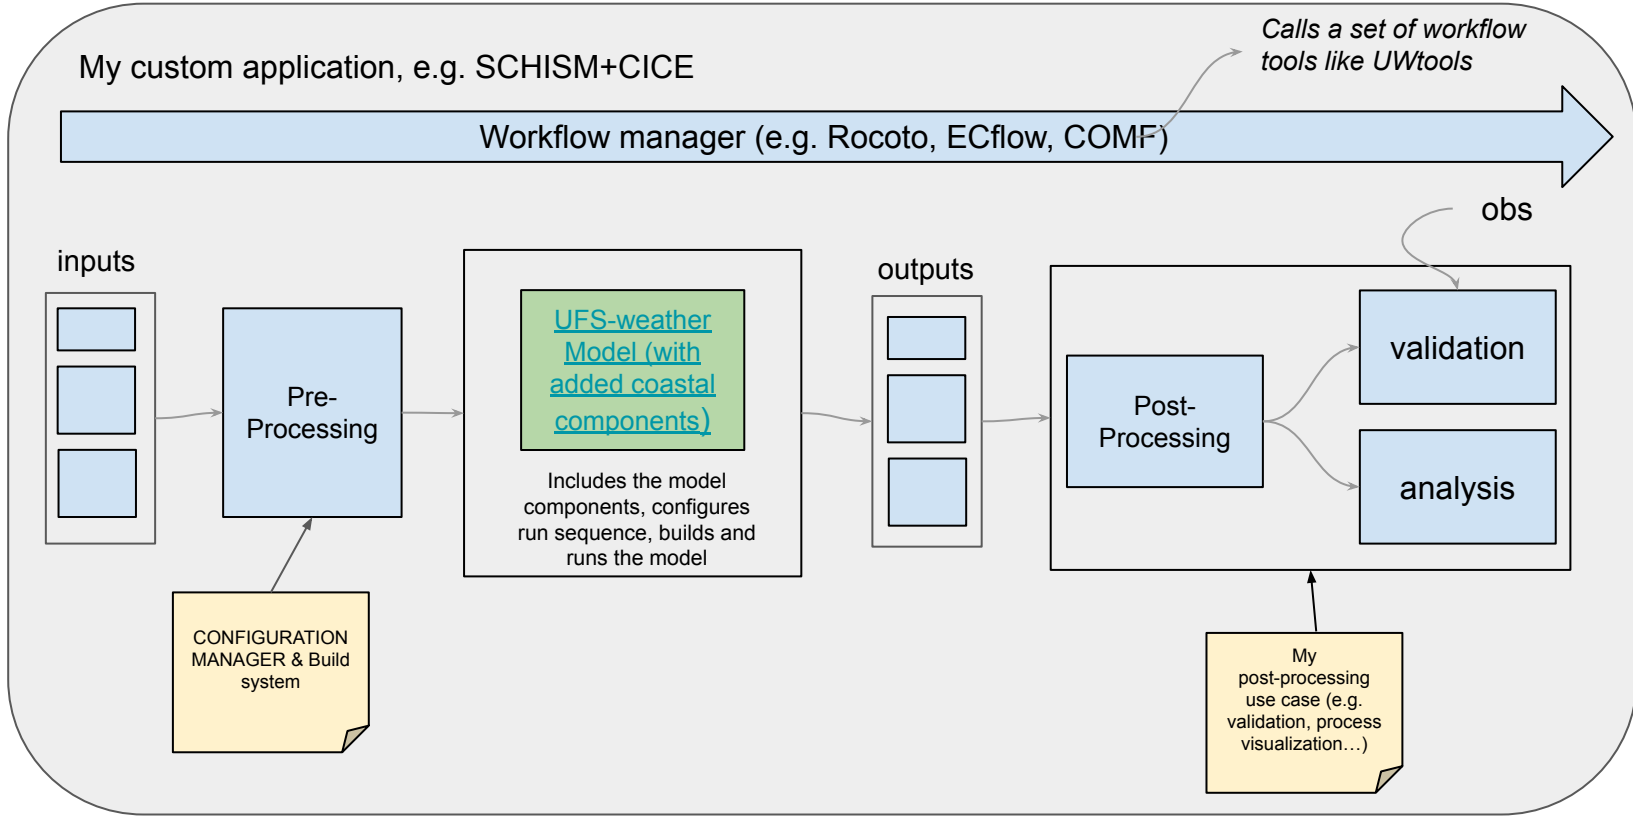 Calls a set of workflow
tools like UWtools
My custom application, e.g. SCHISM+CICE
Workflow manager (e.g. Rocoto, ECflow, COMF)
obs
inputs
outputs
UFS-weather
Model (with
added coastal
components)
Includes the model
components, configures
run sequence, builds and
runs the model
Pre-
Processing
Post-
Processing
validation
analysis
CONFIGURATION
MANAGER & Build
system
My
post-processing
use case (e.g.
validation, process
visualization…)